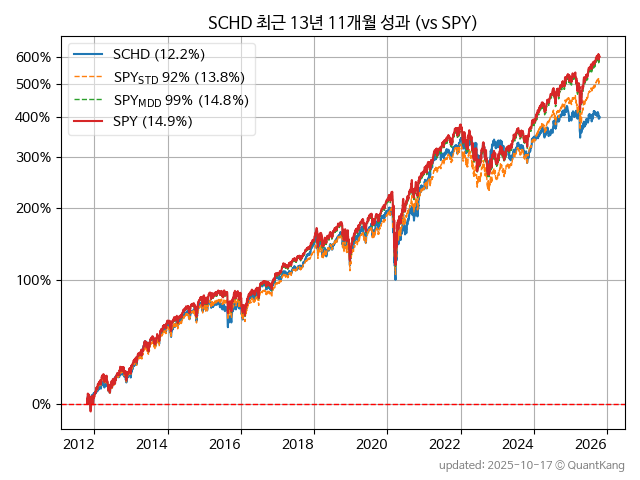 SCHD 최근 13년 11개월 성과 (vs SPY)
SCHD (12.2%)
SPY_STD 92% (13.8%)
SPY_MDD 99% (14.8%)
SPY (14.9%)
600%
500%
400%
300%
200%
100%
0%
2012 2014 2016 2018 2020 2022 2024 2026
updated: 2025-10-17 © QuantKang